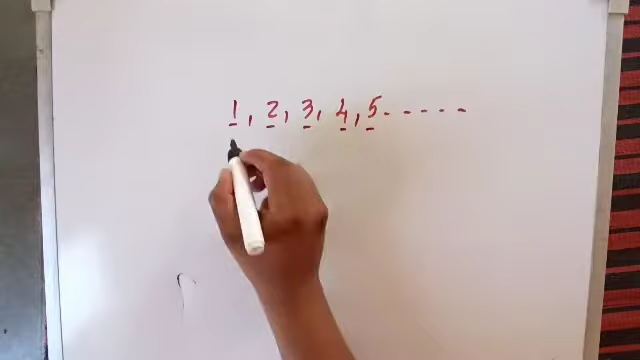 1, 2, 3, 4, 5 - - - - -